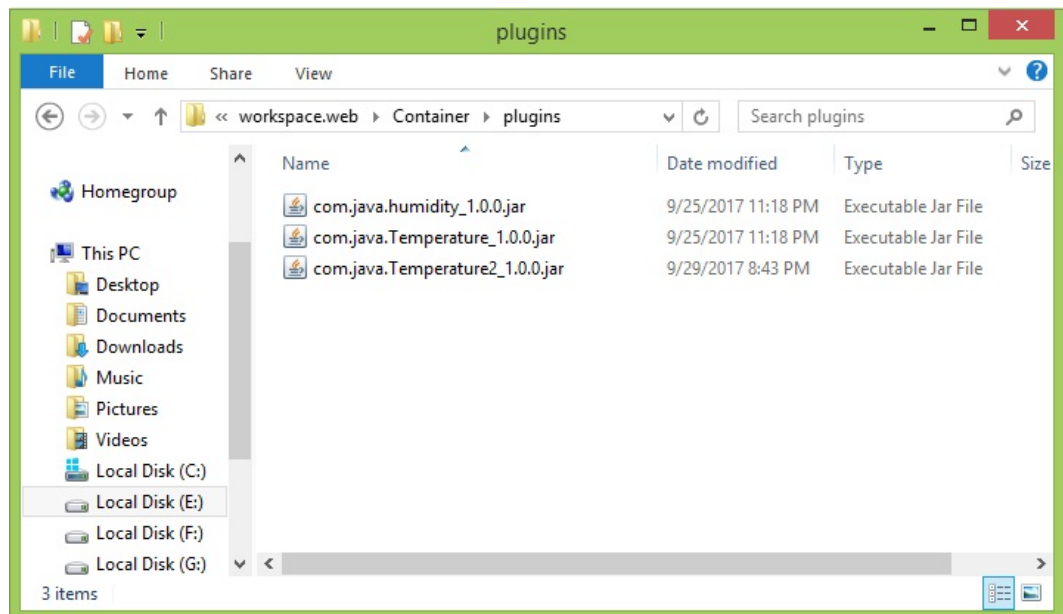 plugins
File Home Share View
« workspace.web Container plugins Search plugins
Name Date modified Type Size
Homegroup
com.java.humidity_1.0.0.jar 9/25/2017 11:18 PM Executable Jar File
com.java.Temperature_1.0.0.jar 9/25/2017 11:18 PM Executable Jar File
This PC
com.java.Temperature2_1.0.0.jar 9/29/2017 8:43 PM Executable Jar File
Desktop
Documents
Downloads
Music
Pictures
Videos
Local Disk (C:)
Local Disk (E:)
Local Disk (F:)
Local Disk (G:)
3 items